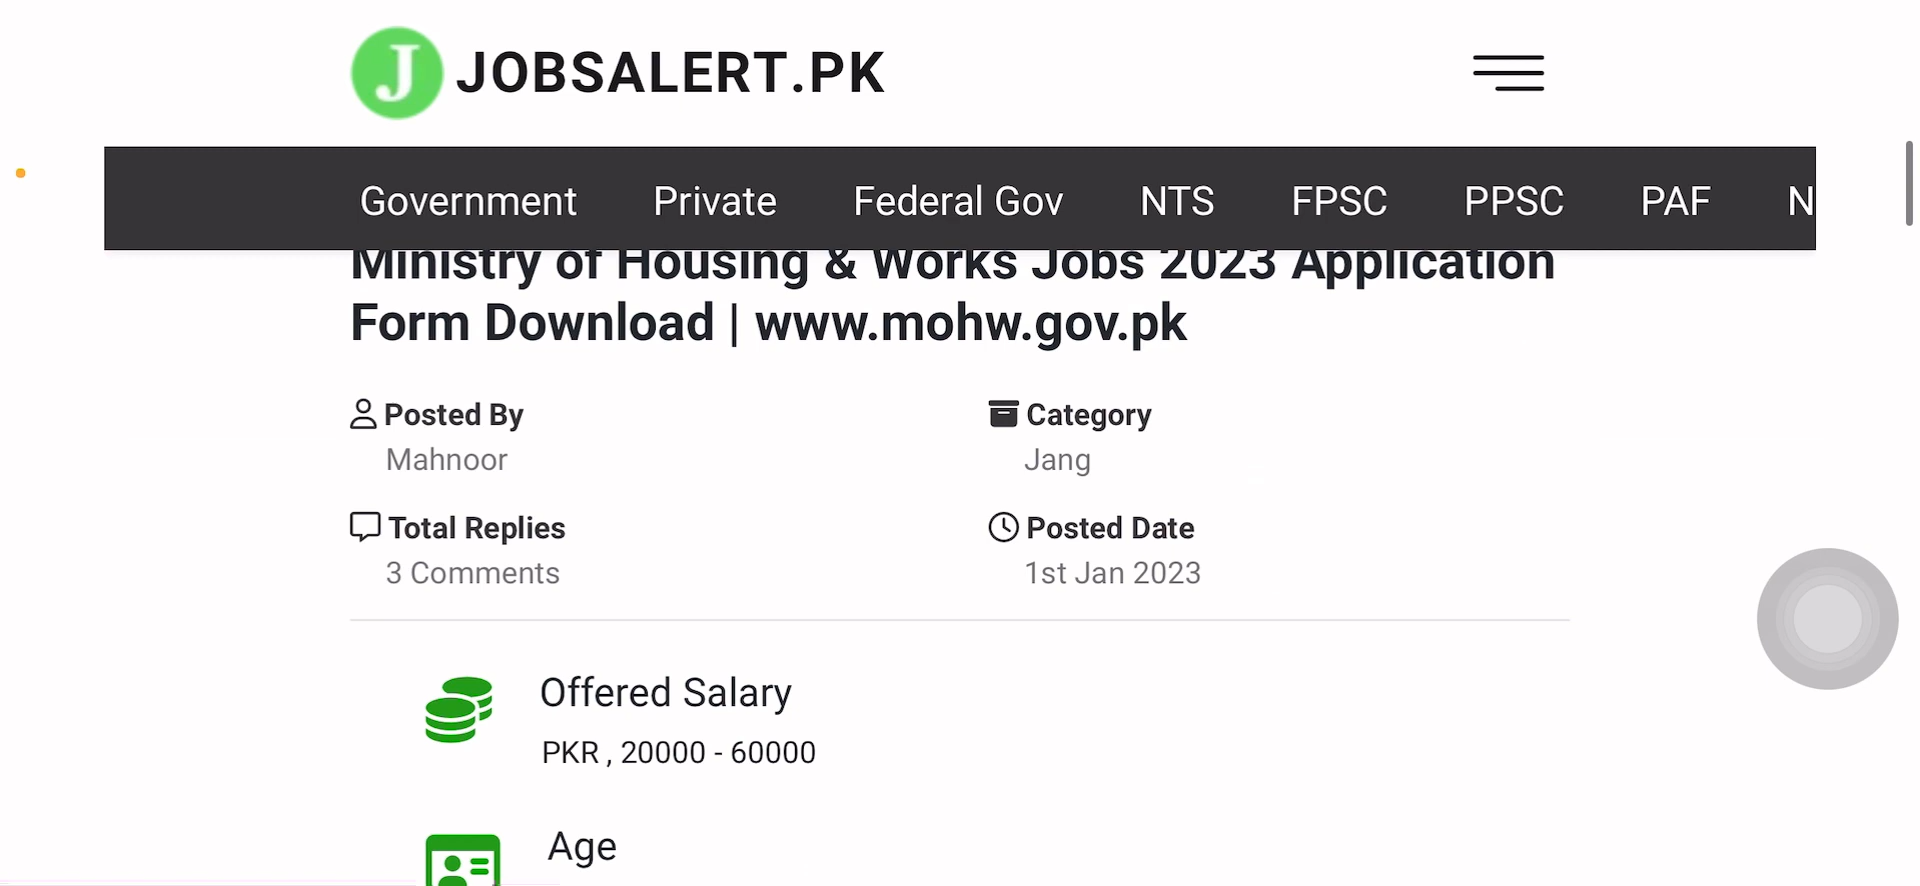 J JOBSALERT.PK
Government Private Federal Gov NTS FPSC PPSC PAF N
Ministry of Housing & Works Jobs 2023 Application
Form Download | www.mohw.gov.pk
Posted By
Mahnoor
Category
Jang
Total Replies
3 Comments
Posted Date
1st Jan 2023
Offered Salary
PKR , 20000 - 60000
Age